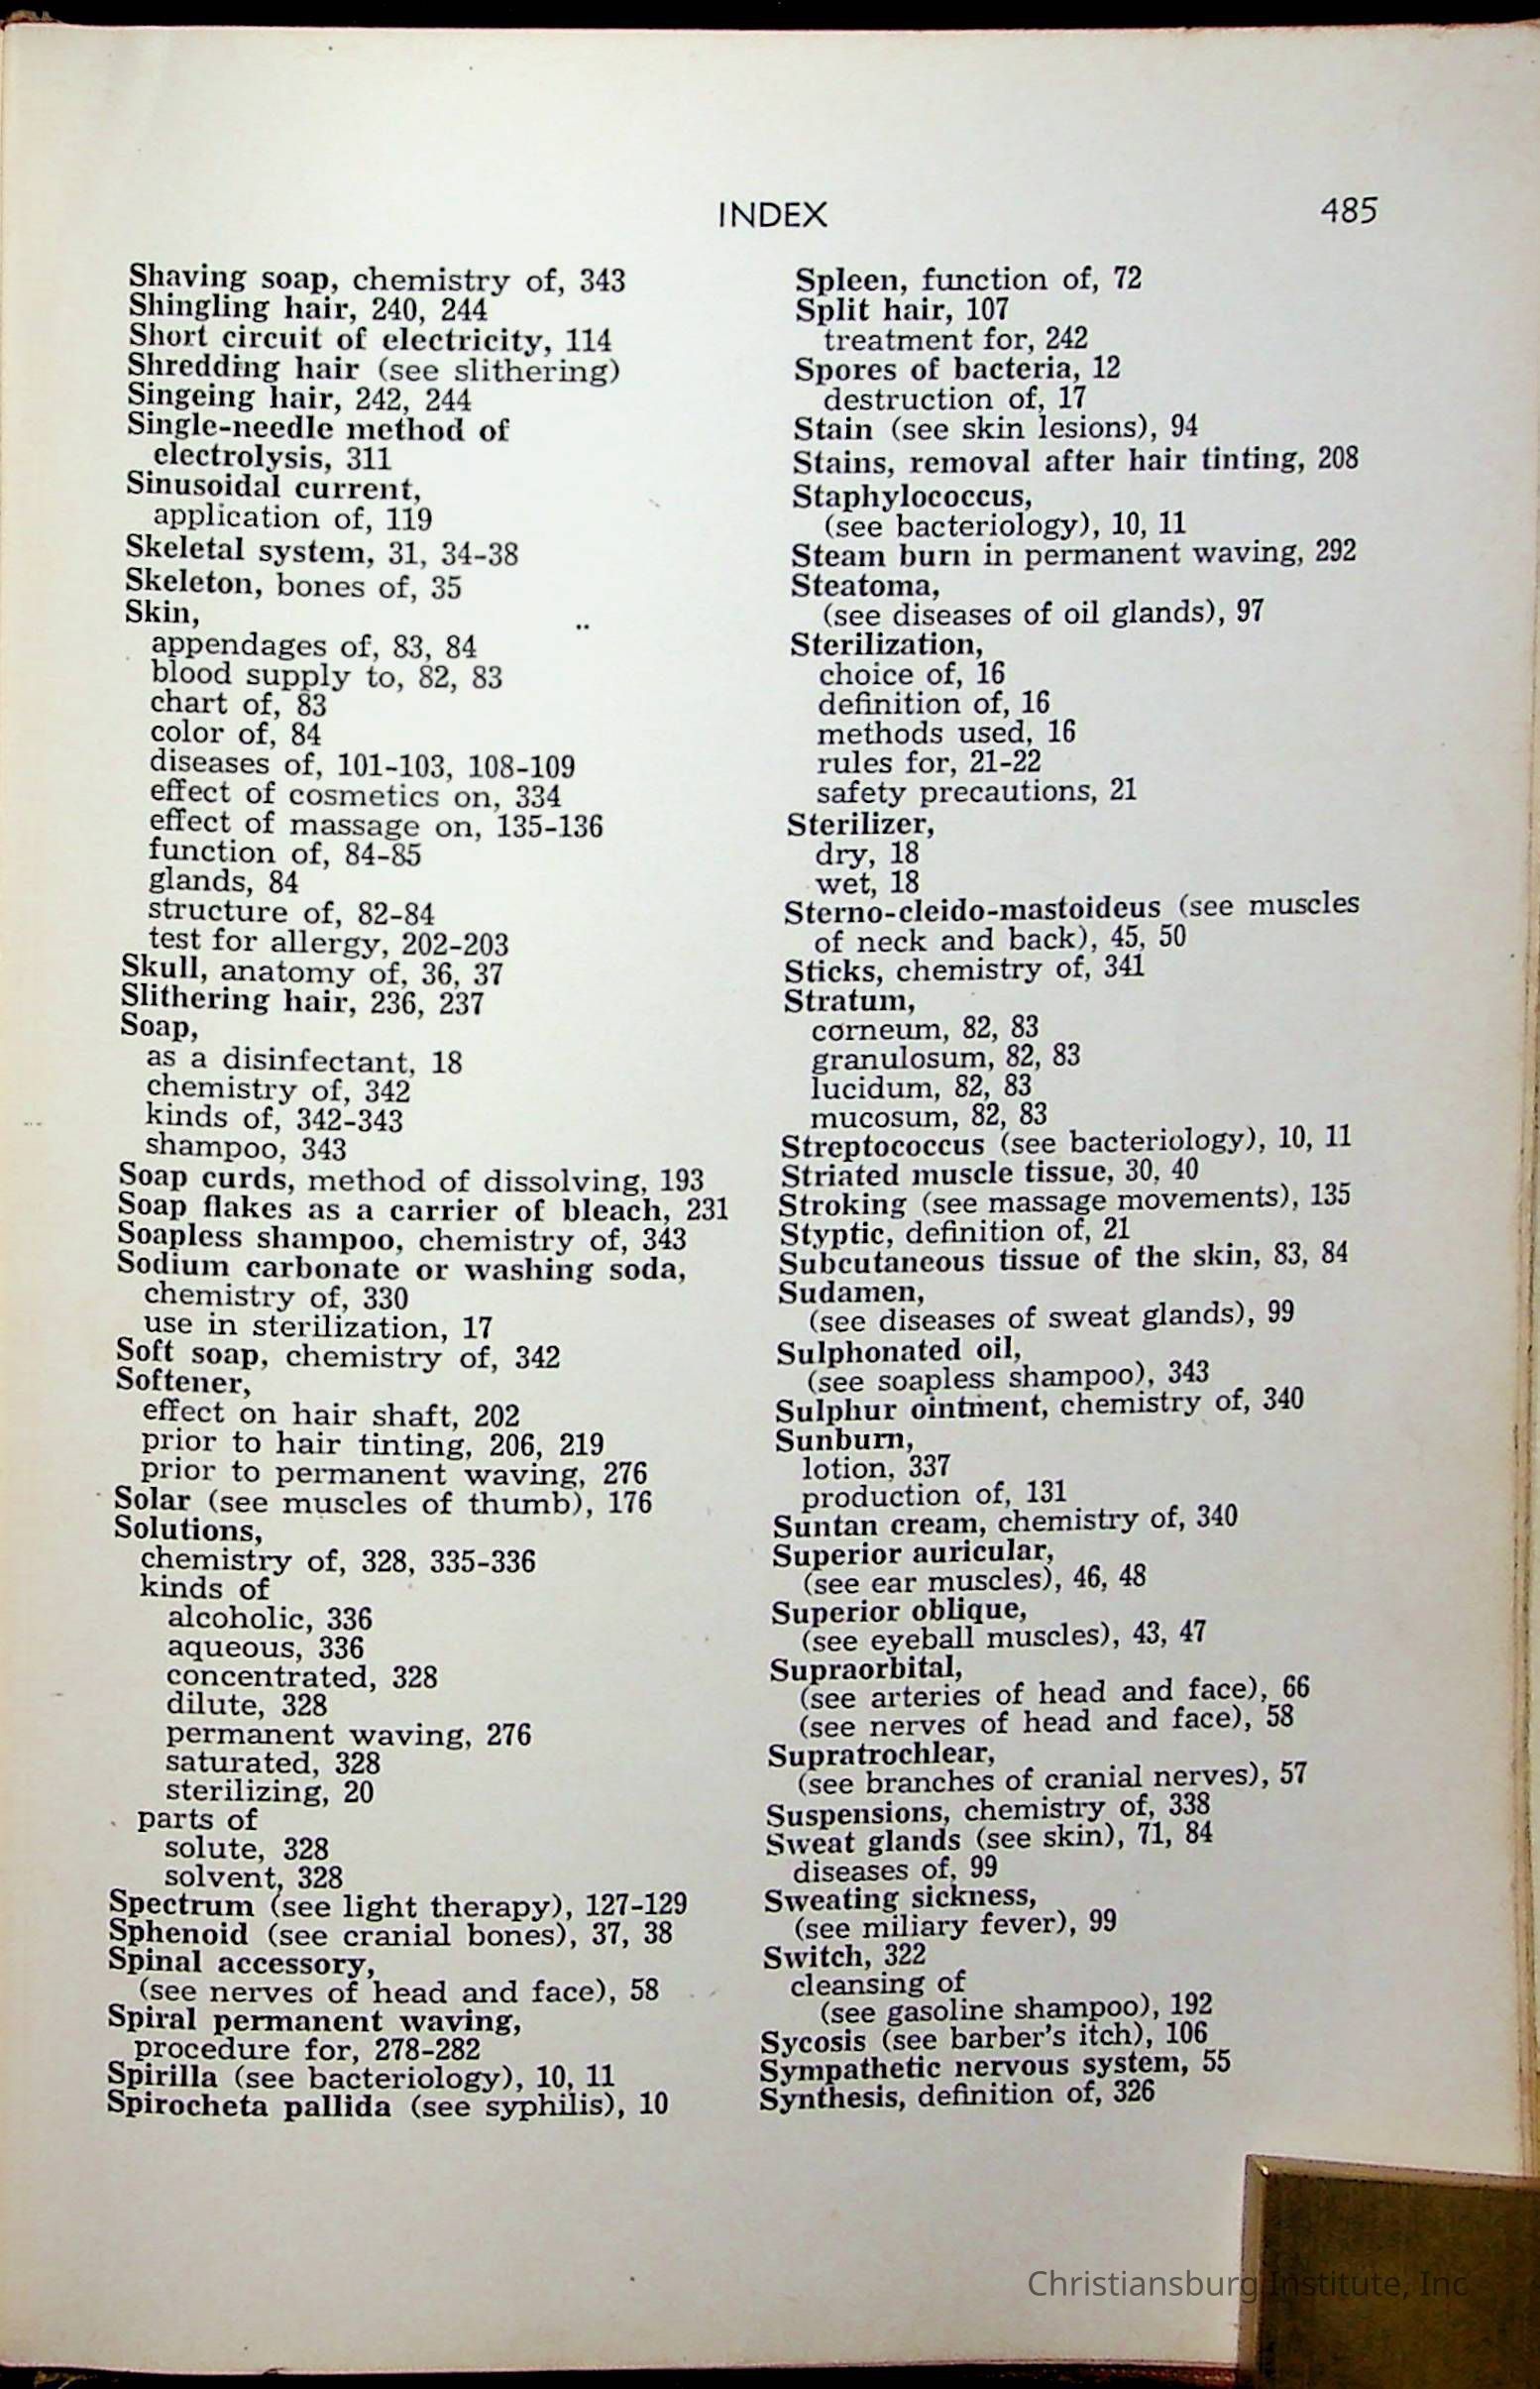 INDEX 485
Shaving soap, chemistry of, 343
Shingling hair, 240, 244
Short circuit of electricity, 114
Shredding hair (see slithering)
Singeing hair, 242, 244
Single-needle method of
electrolysis, 311
Sinusoidal current,
application of, 119
Skeletal system, 31, 34-38
Skeleton, bones of, 35
Skin,
appendages of, 83, 84
blood supply to, 82, 83
chart of, 83
color of, 84
diseases of, 101-103, 108-109
effect of cosmetics on, 334
effect of massage on, 135-136
function of, 84-85
glands, 84
structure of, 82-84
test for allergy, 202-203
Skull, anatomy of, 36, 37
Slithering hair, 236, 237
Soap,
as a disinfectant, 18
chemistry of, 342
kinds of, 342-343
shampoo, 343
Soap curds, method of dissolving, 193
Soap flakes as a carrier of bleach, 231
Soapless shampoo, chemistry of, 343
Sodium carbonate or washing soda,
chemistry of, 330
use in sterilization, 17
Soft soap, chemistry of, 342
Softener,
effect on hair shaft, 202
prior to hair tinting, 206, 219
prior to permanent waving, 276
Solar (see muscles of thumb), 176
Solutions,
chemistry of, 328, 335-336
kinds of
alcoholic, 336
aqueous, 336
concentrated, 328
dilute, 328
permanent waving, 276
saturated, 328
sterilizing, 20
parts of
solute, 328
solvent, 328
Spectrum (see light therapy), 127-129
Sphenoid (see cranial bones), 37, 38
Spinal accessory,
(see nerves of head and face), 58
Spiral permanent waving,
procedure for, 278-282
Spirilla (see bacteriology), 10, 11
Spirocheta pallida (see syphilis), 10
Spleen, function of, 72
Split hair, 107
treatment for, 242
Spores of bacteria, 12
destruction of, 17
Stain (see skin lesions), 94
Stains, removal after hair tinting, 208
Staphylococcus,
(see bacteriology), 10, 11
Steam burn in permanent waving, 292
Steatoma,
(see diseases of oil glands), 97
Sterilization,
choice of, 16
definition of, 16
methods used, 16
rules for, 21-22
safety precautions, 21
Sterilizer,
dry, 18
wet, 18
Sterno-cleido-mastoideus (see muscles
of neck and back), 45, 50
Sticks, chemistry of, 341
Stratum,
corneum, 82, 83
granulosum, 82, 83
lucidum, 82, 83
mucosum, 82, 83
Streptococcus (see bacteriology), 10, 11
Striated muscle tissue, 30, 40
Stroking (see massage movements), 135
Styptic, definition of, 21
Subcutaneous tissue of the skin, 83, 84
Sudamen,
(see diseases of sweat glands), 99
Sulphonated oil,
(see soapless shampoo), 343
Sulphur ointment, chemistry of, 340
Sunburn,
lotion, 337
production of, 131
Suntan cream, chemistry of, 340
Superior auricular,
(see ear muscles), 46, 48
Superior oblique,
(see eyeball muscles), 43, 47
Supraorbital,
(see arteries of head and face), 66
(see nerves of head and face), 58
Supratrochlear,
(see branches of cranial nerves), 57
Suspensions, chemistry of, 338
Sweat glands (see skin), 71, 84
diseases of, 99
Sweating sickness,
(see miliary fever), 99
Switch, 322
cleansing of
(see gasoline shampoo), 192
Sycosis (see barber's itch), 106
Sympathetic nervous system, 55
Synthesis, definition of, 326
Christiansburg Institute, Inc